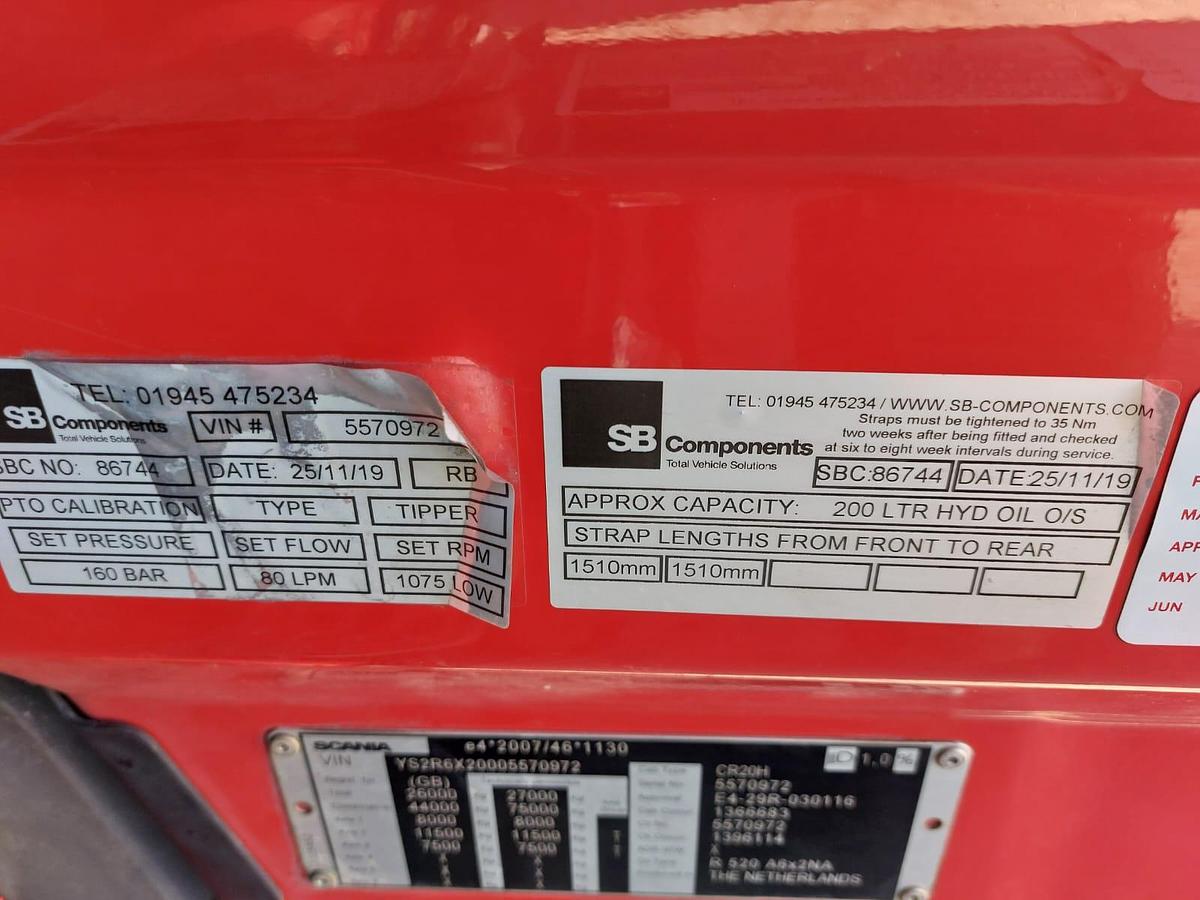 TEL: 01945 475234
SB Components
Total Vehicle Solutions
VIN # 5570972
SBC NO: 86744 DATE: 25/11/19 RB
PTO CALIBRATION TYPE TIPPER
SET PRESSURE SET FLOW SET RPM
160 BAR 80 LPM 1075 LOW
TEL: 01945 475234 / WWW.SB-COMPONENTS.COM
Straps must be tightened to 35 Nm
two weeks after being fitted and checked
at six to eight week intervals during service.
SB Components
Total Vehicle Solutions
SBC:86744 DATE:25/11/19
APPROX CAPACITY: 200 LTR HYD OIL O/S
STRAP LENGTHS FROM FRONT TO REAR
1510mm 1510mm
MAY
JUN
SCANIA e4*2007/46*1130 1.0 %
VIN YS2R6X20005570972
(GB)
26000 27000
44000 75000
8000 8000
11500 11500
7500 7500
CR20H
5570972
E4-29R-030116
1366683
5570972
1396114
X
R 520 A6x2NA
THE NETHERLANDS